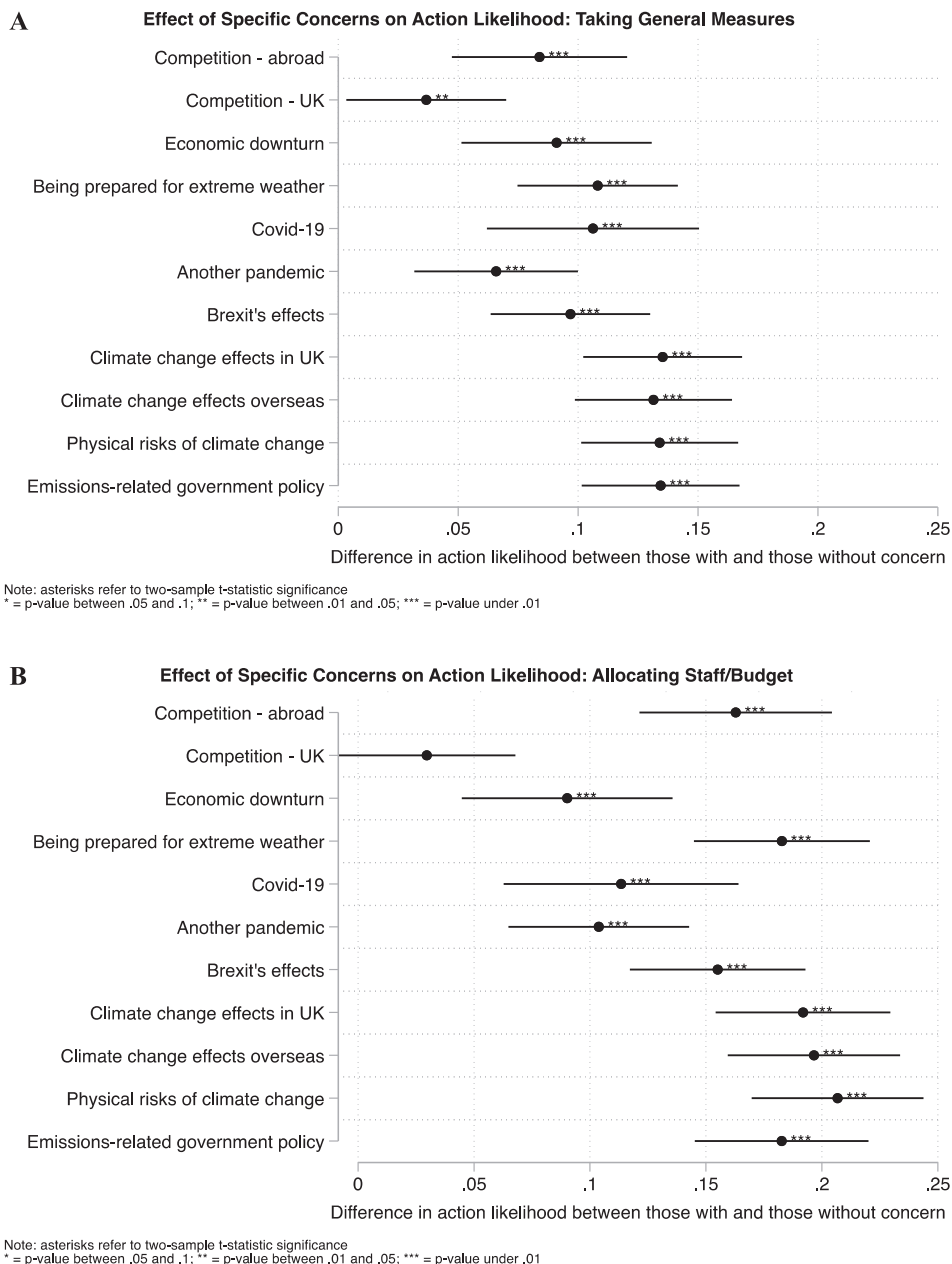 A
Effect of Specific Concerns on Action Likelihood: Taking General Measures
Competition - abroad
***
Competition - UK
**
Economic downturn
***
Being prepared for extreme weather
***
Covid-19
***
Another pandemic
***
Brexit's effects
***
Climate change effects in UK
***
Climate change effects overseas
***
Physical risks of climate change
***
Emissions-related government policy
***
0 .05 .1 .15 .2 .25
Difference in action likelihood between those with and those without concern
Note: asterisks refer to two-sample t-statistic significance
* = p-value between .05 and .1; ** = p-value between .01 and .05; *** = p-value under .01
B
Effect of Specific Concerns on Action Likelihood: Allocating Staff/Budget
Competition - abroad
***
Competition - UK
Economic downturn
***
Being prepared for extreme weather
***
Covid-19
***
Another pandemic
***
Brexit's effects
***
Climate change effects in UK
***
Climate change effects overseas
***
Physical risks of climate change
***
Emissions-related government policy
***
0 .05 .1 .15 .2 .25
Difference in action likelihood between those with and those without concern
Note: asterisks refer to two-sample t-statistic significance
* = p-value between .05 and .1; ** = p-value between .01 and .05; *** = p-value under .01